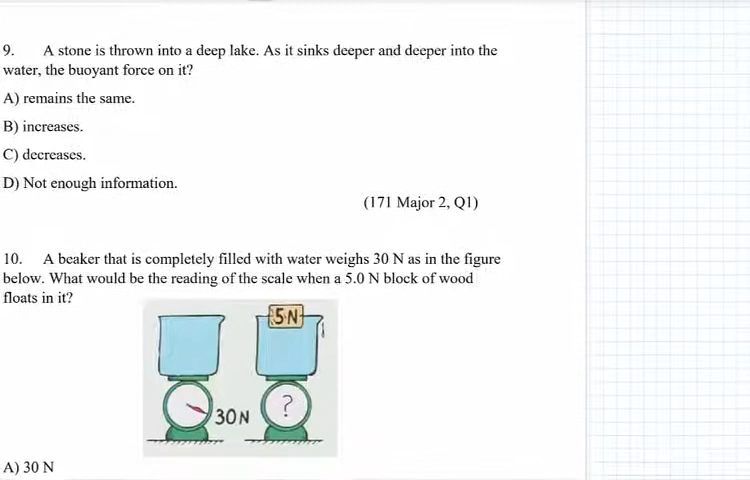 9. A stone is thrown into a deep lake. As it sinks deeper and deeper into the
water, the buoyant force on it?
A) remains the same.
B) increases.
C) decreases.
D) Not enough information.
(171 Major 2, Q1)
10. A beaker that is completely filled with water weighs 30 N as in the figure
below. What would be the reading of the scale when a 5.0 N block of wood
floats in it?
5 N
30 N
?
A) 30 N